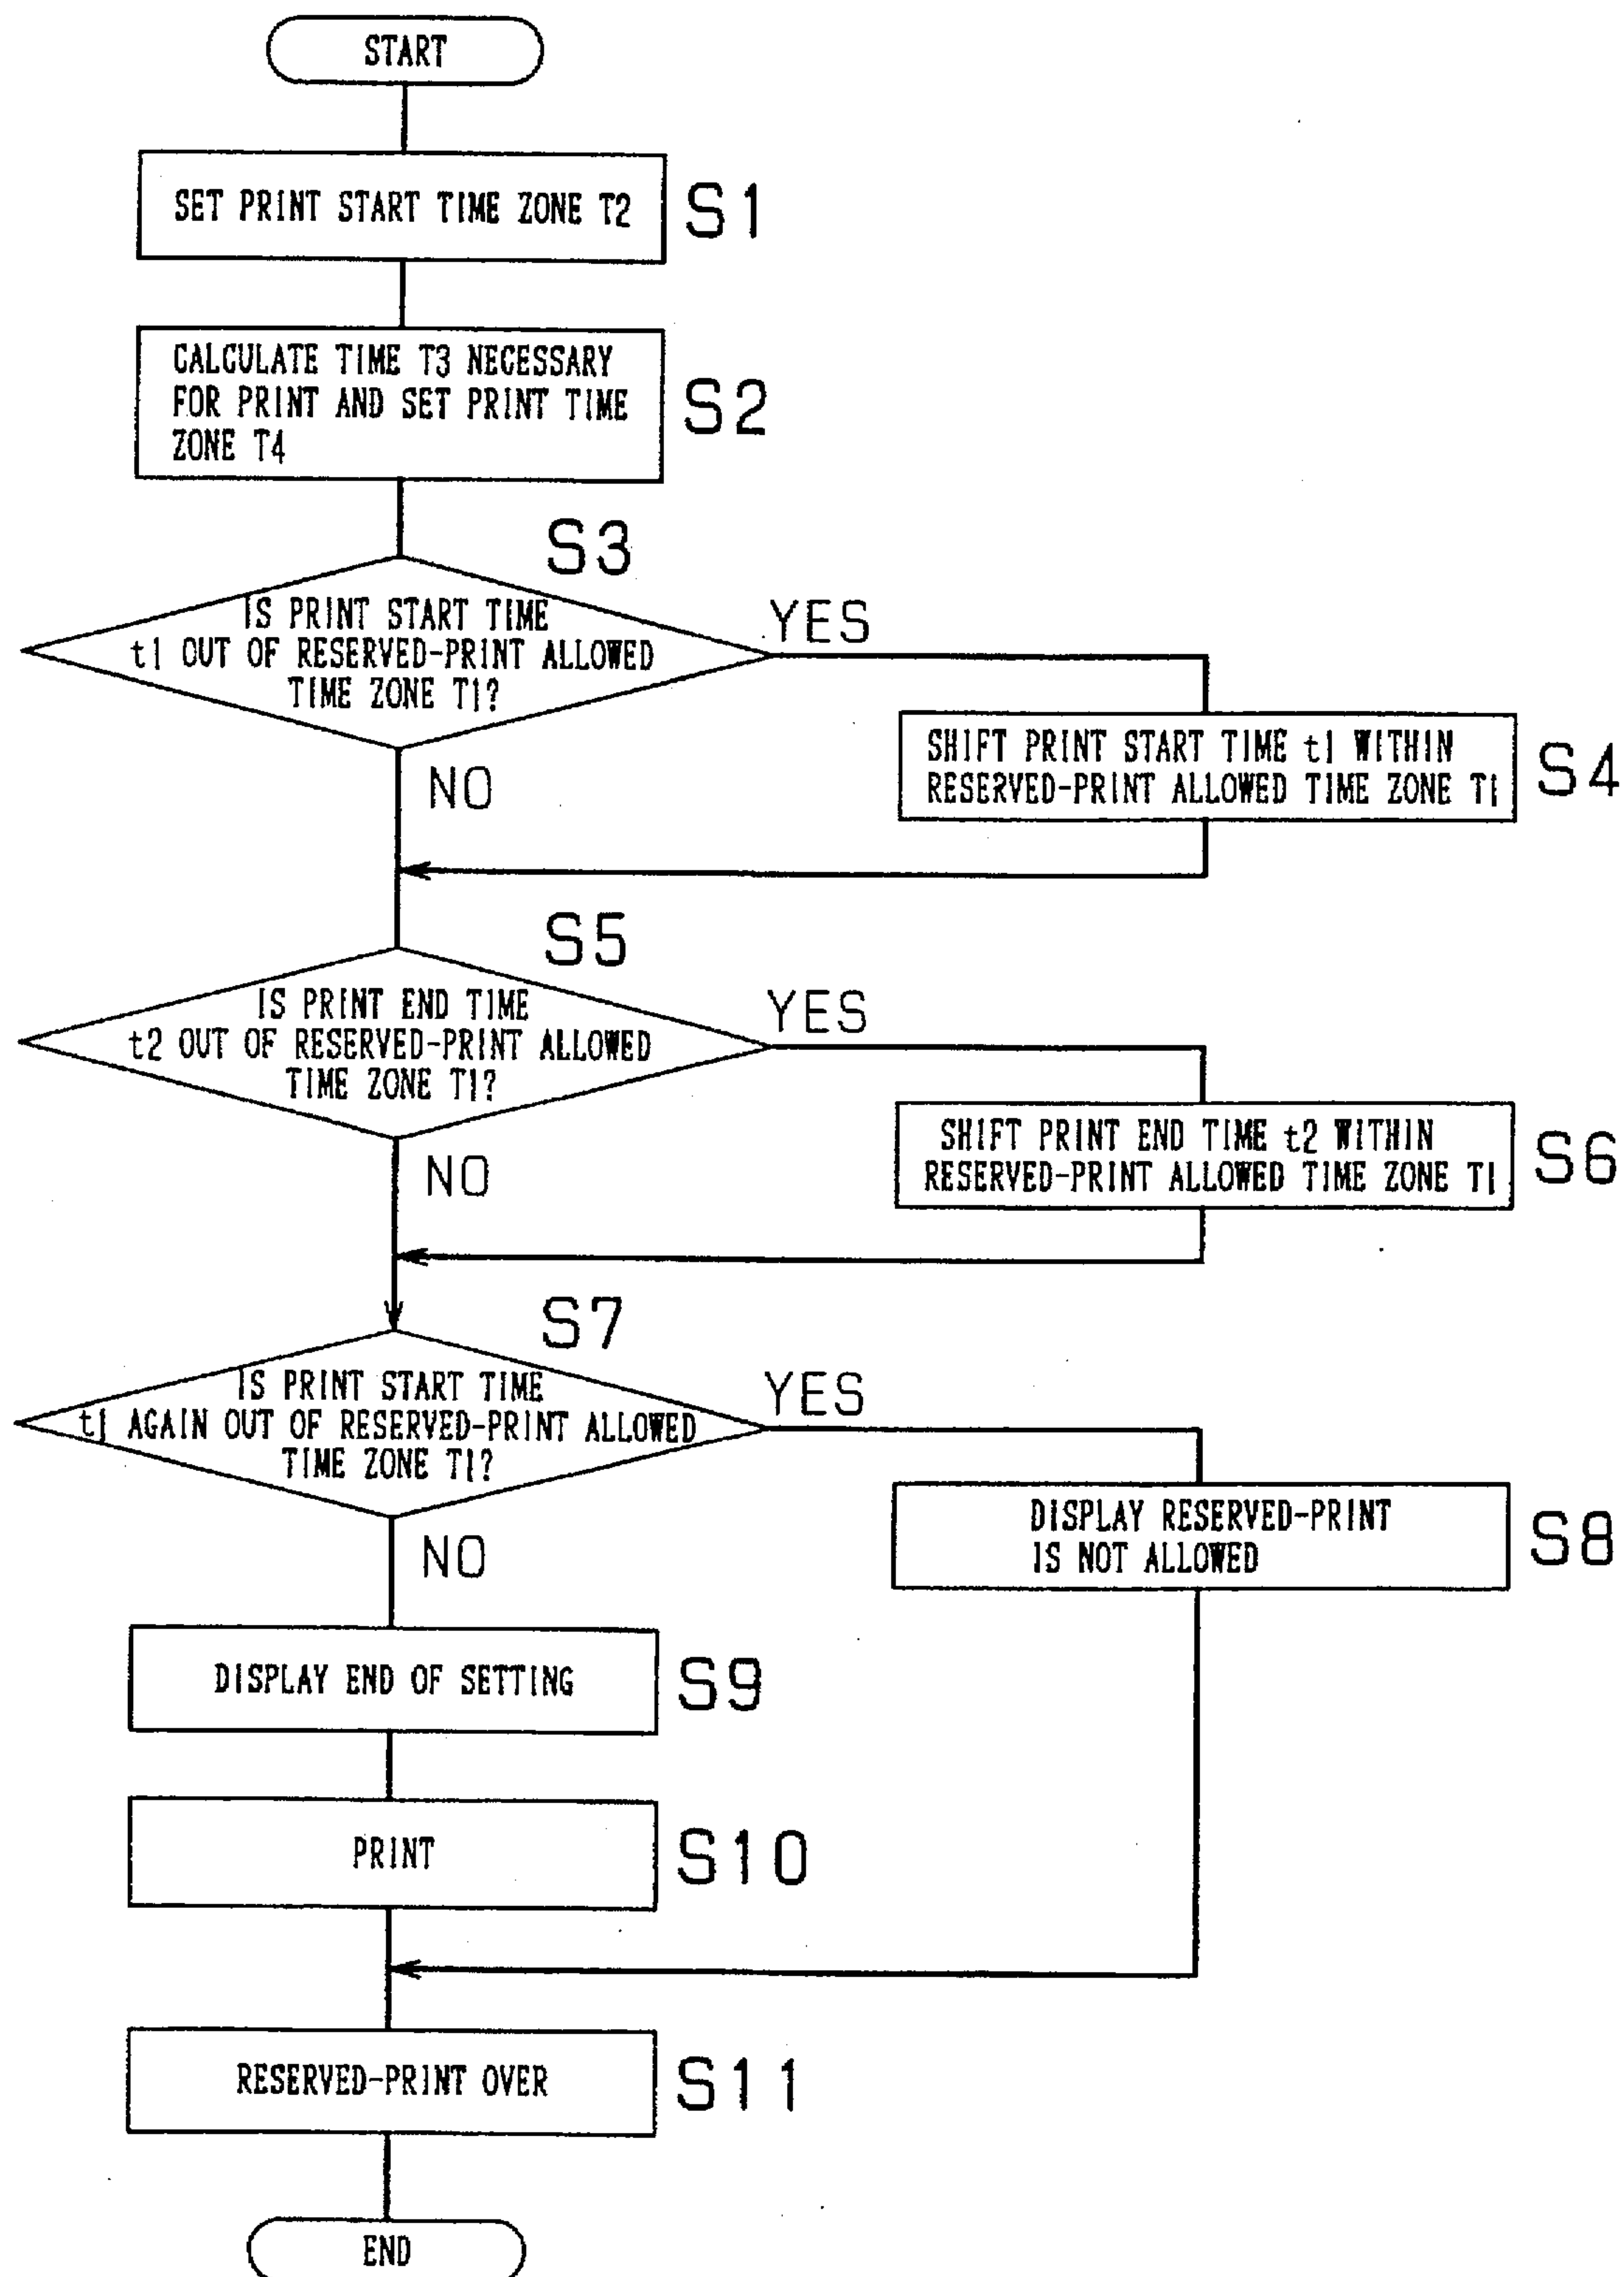 START
SET PRINT START TIME ZONE T2
S1
CALCULATE TIME T3 NECESSARY
FOR PRINT AND SET PRINT TIME
ZONE T4
S2
S3
IS PRINT START TIME
t1 OUT OF RESERVED-PRINT ALLOWED
TIME ZONE T1?
YES
NO
SHIFT PRINT START TIME t1 WITHIN
RESERVED-PRINT ALLOWED TIME ZONE T1
S4
S5
IS PRINT END TIME
t2 OUT OF RESERVED-PRINT ALLOWED
TIME ZONE T1?
YES
NO
SHIFT PRINT END TIME t2 WITHIN
RESERVED-PRINT ALLOWED TIME ZONE T1
S6
S7
IS PRINT START TIME
t1 AGAIN OUT OF RESERVED-PRINT ALLOWED
TIME ZONE T1?
YES
NO
DISPLAY RESERVED-PRINT
IS NOT ALLOWED
S8
DISPLAY END OF SETTING
S9
PRINT
S10
RESERVED-PRINT OVER
S11
END